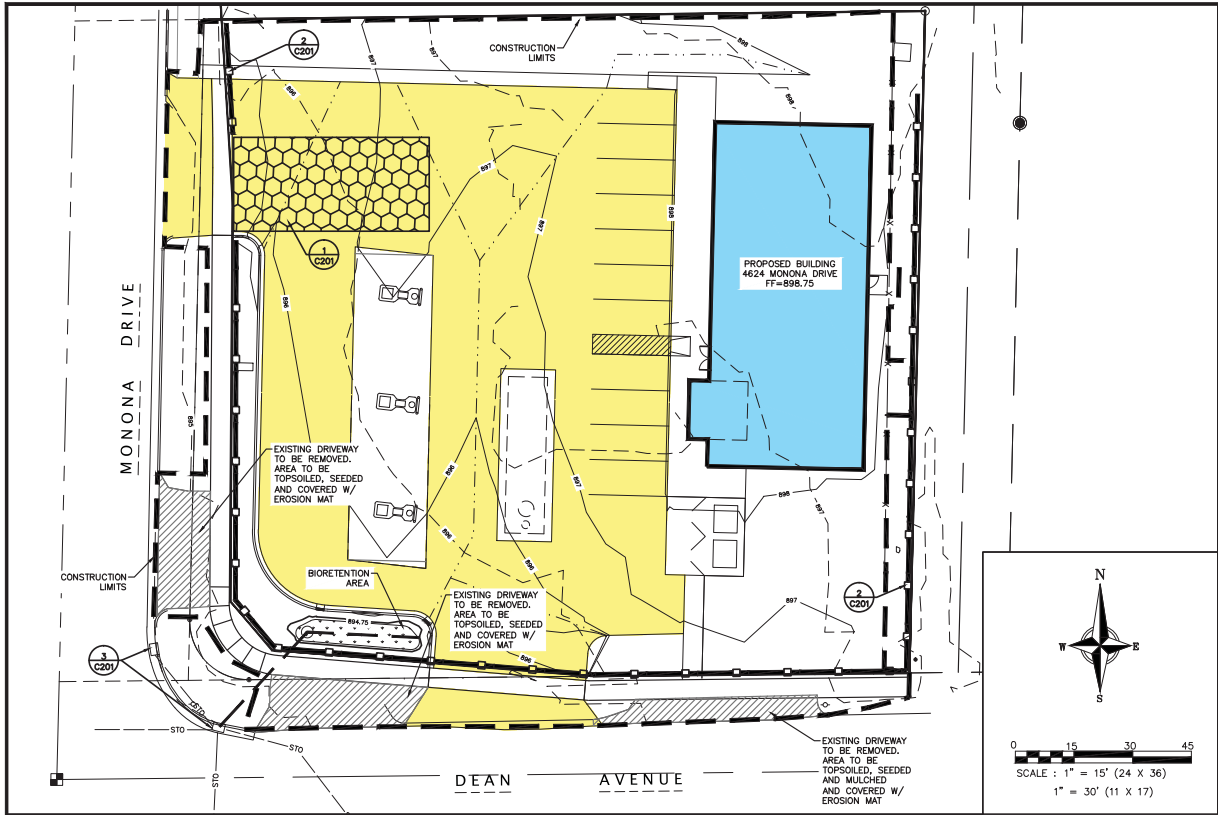 2
C201
CONSTRUCTION
LIMITS
898
897
897
896
898
897
898
897
1
C201
896
PROPOSED BUILDING
4624 MONONA DRIVE
FF=898.75
MONONA DRIVE
895
EXISTING DRIVEWAY
TO BE REMOVED.
AREA TO BE
TOPSOILED, SEEDED
AND COVERED W/
EROSION MAT
896
897
898
897
896
896
CONSTRUCTION
LIMITS
BIORETENTION
AREA
894.75
EXISTING DRIVEWAY
TO BE REMOVED.
AREA TO BE
TOPSOILED, SEEDED
AND COVERED W/
EROSION MAT
896
897
2
C201
3
C201
STO
STO
STO
STO
DEAN AVENUE
EXISTING DRIVEWAY
TO BE REMOVED.
AREA TO BE
TOPSOILED, SEEDED
AND MULCHED
AND COVERED W/
EROSION MAT
N
W E
S
0 15 30 45
SCALE : 1" = 15' (24 X 36)
1" = 30' (11 X 17)